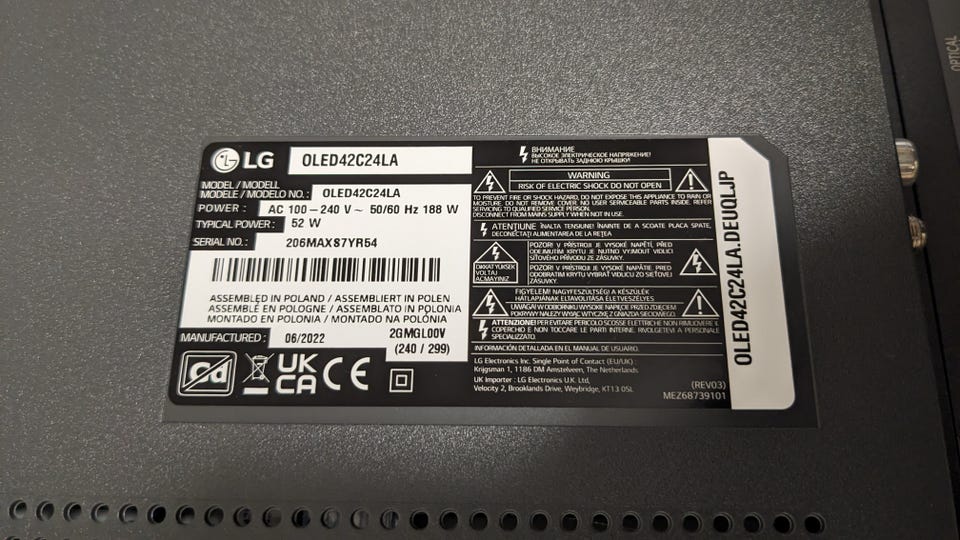 LG
OLED42C24LA
MODEL / MODELL
MODELE / MODELO NO. : OLED42C24LA
POWER : AC 100 – 240 V ~ 50/60 Hz 188 W
TYPICAL POWER : 52 W
SERIAL NO. : 206MAX87YR54
ASSEMBLED IN POLAND / ASSEMBLIERT IN POLEN
ASSEMBLÉ EN POLOGNE / ASSEMBLATO IN POLONIA
MONTADO EN POLONIA / MONTADO NA POLÓNIA
MANUFACTURED : 06/2022
2GMGL00V
(240 / 299)
Cd
UK
CA
CE
ВНИМАНИЕ
ВЫСОКОЕ ЭЛЕКТРИЧЕСКОЕ НАПРЯЖЕНИЕ!
НЕ ОТКРЫВАТЬ ЗАДНЮЮ КРЫШКУ!
WARNING
RISK OF ELECTRIC SHOCK DO NOT OPEN
TO PREVENT FIRE OR SHOCK HAZARD, DO NOT EXPOSE THIS APPLIANCE TO RAIN OR
MOISTURE. DO NOT REMOVE COVER. NO USER SERVICEABLE PARTS INSIDE. REFER
SERVICING TO QUALIFIED SERVICE PERSON.
DISCONNECT FROM MAINS SUPPLY WHEN NOT IN USE.
ATENŢIUNE ÎNALTA TENSIUNE! ÎNAINTE DE A SCOATE PLACA SPATE,
DECONECTAŢI ALIMENTAREA DE LA REŢEA
DİKKAT YÜKSEK
VOLTAJ
AÇMAYINIZ
POZOR! V PŘÍSTROJI JE VYSOKÉ NAPĚTÍ, PŘED
ODEJMUTÍM KRYTU JE NUTNO VYJMOUT VIDLICI
SÍŤOVÉHO PŘÍVODU ZE ZÁSUVKY.
POZOR! V PRÍSTROJI JE VYSOKÉ NAPÄTIE. PRED
ODOBRATÍM KRYTU VYBRAŤ VIDLICU ZO SIEŤOVEJ
ZÁSUVKY.
FIGYELEM! NAGYFESZÜLTSÉG! A KÉSZÜLÉK
HÁTLAPJÁNAK ELTAVOLÍTÁSA ÉLETVESZÉLYES
UWAGA! W ODBIORNIKU WYSOKIE NAPIĘCIE PRZED ZDJĘCIEM
POKRYWY NALEŻY WYJĄĆ WTYCZKĘ Z GNIAZDA SIECIOWEGO.
ATTENZIONE! PER EVITARE PERICOLO SCOSSE ELETTRICHE NON RIMUOVERE IL
COPERCHIO E NON TOCCARE LE PARTI INTERNE. RIVOLGETEVI A PERSONALE
SPECIALIZZATO.
INFORMACIÓN DETALLADA EN EL MANUAL DE USUARIO.
LG Electronics Inc. Single Point of Contact (EU/UK) :
Krijgsman 1, 1186 DM Amstelveen, The Netherlands
UK Importer : LG Electronics U.K. Ltd.
Velocity 2, Brooklands Drive, Weybridge, KT13 0SL
(REV03)
MEZ68739101
OLED42C24LA.DEUQLJP
OPTICAL